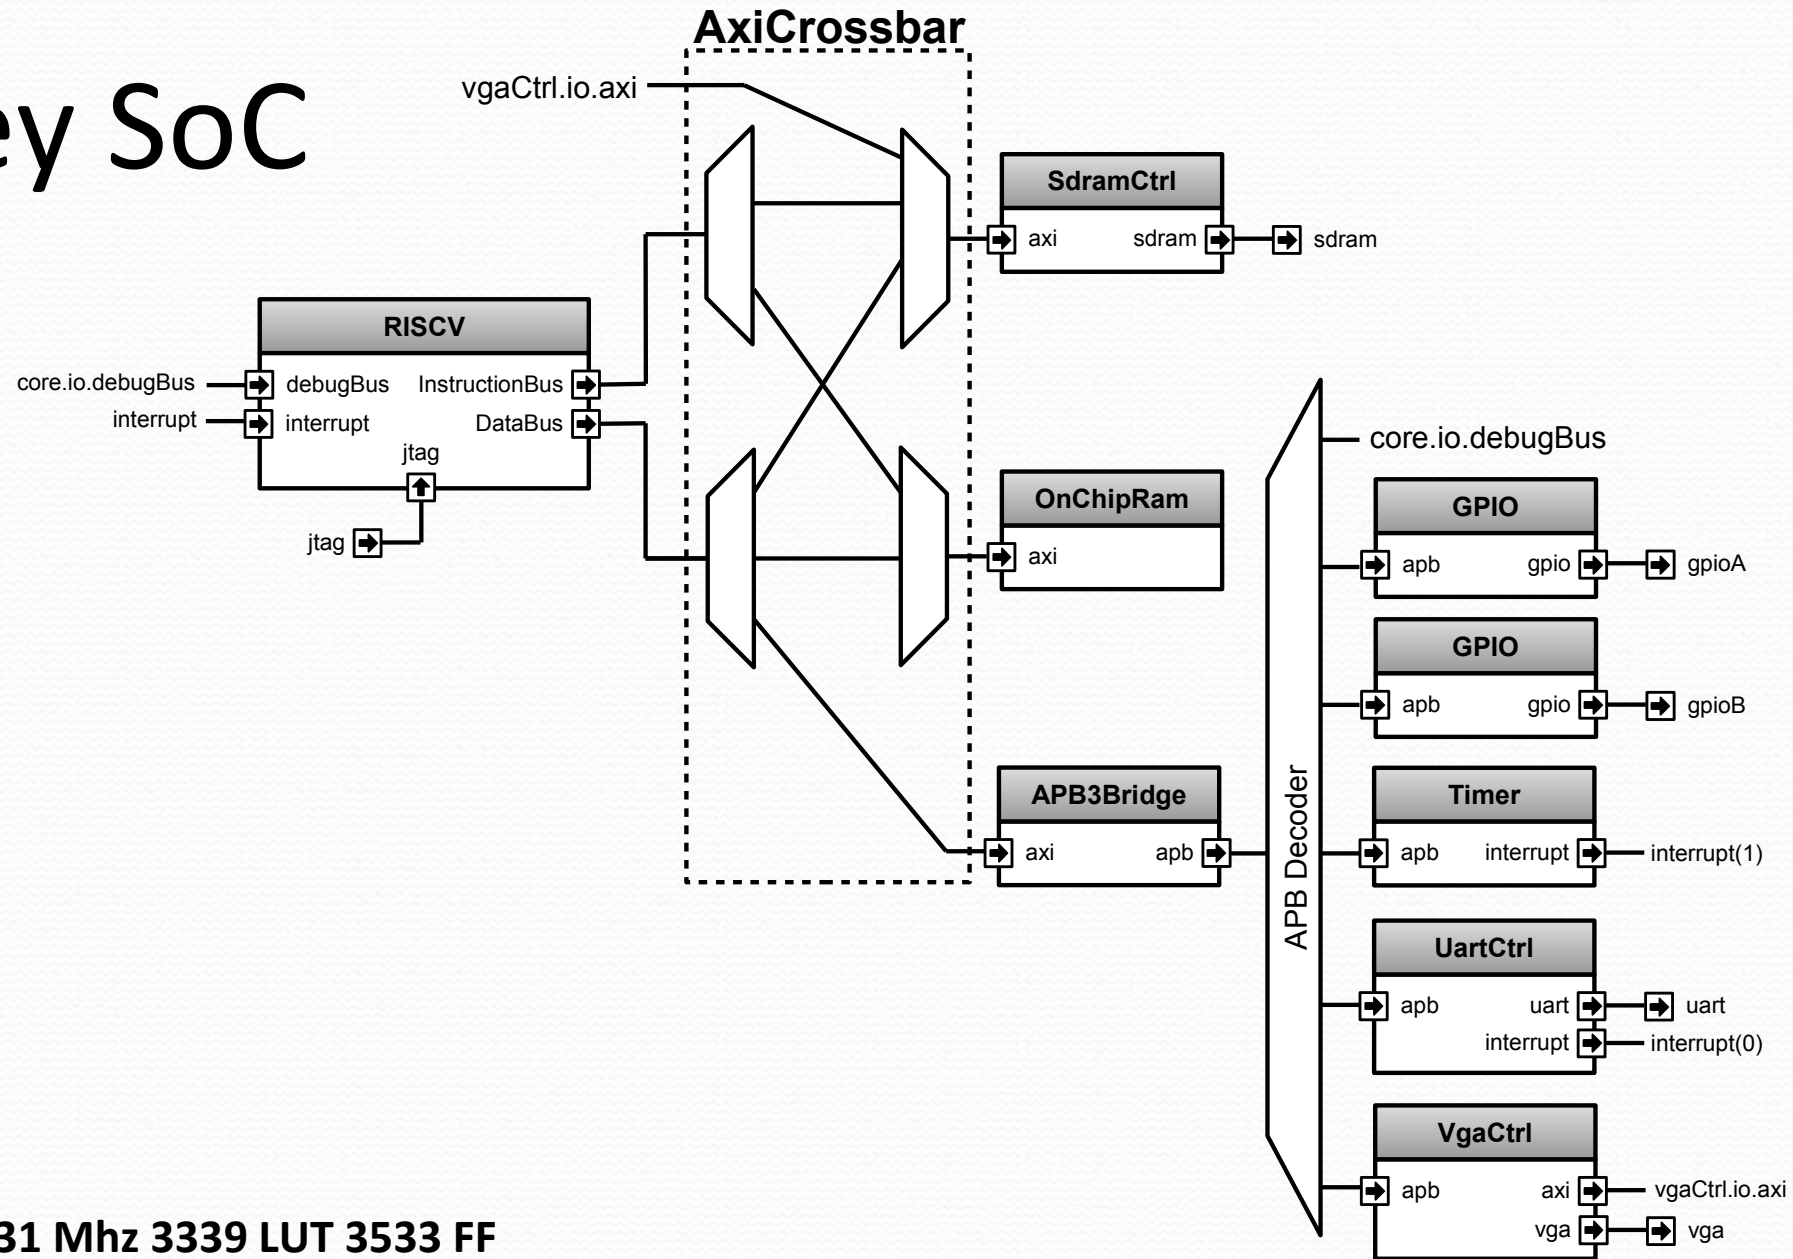 AxiCrossbar
ey SoC
vgaCtrl.io.axi
SdramCtrl
axi sdram
sdram
RISCV
core.io.debugBus
debugBus InstructionBus
interrupt
interrupt DataBus
jtag
jtag
OnChipRam
axi
APB3Bridge
axi apb
APB Decoder
core.io.debugBus
GPIO
apb gpio
gpioA
GPIO
apb gpio
gpioB
Timer
apb interrupt
interrupt(1)
UartCtrl
apb uart
uart
interrupt
interrupt(0)
VgaCtrl
apb axi
vgaCtrl.io.axi
vga
vga
31 Mhz 3339 LUT 3533 FF